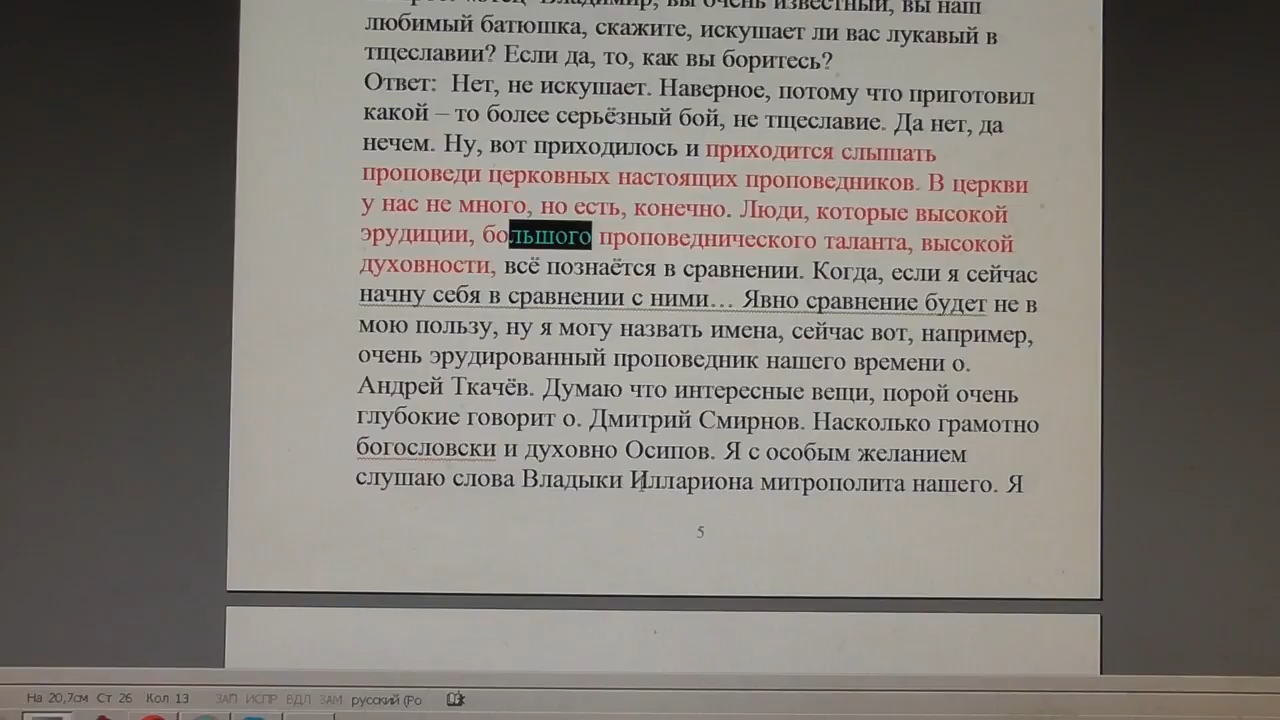 Владимир, вы очень известный, вы наш
любимый батюшка, скажите, искушает ли вас лукавый в
тщеславии? Если да, то, как вы боритесь?
Ответ:  Нет, не искушает. Наверное, потому что приготовил
какой – то более серьёзный бой, не тщеславие. Да нет, да
нечем. Ну, вот приходилось и приходится слышать
проповеди церковных настоящих проповедников. В церкви
у нас не много, но есть, конечно. Люди, которые высокой
эрудиции, большого проповеднического таланта, высокой
духовности, всё познаётся в сравнении. Когда, если я сейчас
начну себя в сравнении с ними… Явно сравнение будет не в
мою пользу, ну я могу назвать имена, сейчас вот, например,
очень эрудированный проповедник нашего времени о.
Андрей Ткачёв. Думаю что интересные вещи, порой очень
глубокие говорит о. Дмитрий Смирнов. Насколько грамотно
богословски и духовно Осипов. Я с особым желанием
слушаю слова Владыки Иллариона митрополита нашего. Я
5
На 20,7см Ст 26 Кол 13 ЗАП ИСПР ВДЛ ЗАМ русский (Ро